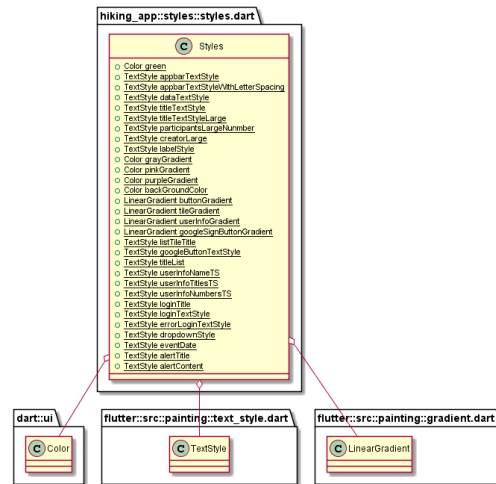 hiking_app::styles::styles.dart
C Styles
Color green
TextStyle appbarTextStyle
TextStyle appbarTextStyleWithLetterSpacing
TextStyle dataTextStyle
TextStyle titleTextStyle
TextStyle titleTextStyleLarge
TextStyle participantsLargeNunmber
TextStyle creatorLarge
TextStyle labelStyle
Color grayGradient
Color pinkGradient
Color purpleGradient
Color backGroundColor
LinearGradient buttonGradient
LinearGradient tileGradient
LinearGradient userInfoGradient
LinearGradient googleSignButtonGradient
TextStyle listTileTitle
TextStyle googleButtonTextStyle
TextStyle titleList
TextStyle userInfoNameTS
TextStyle userInfoTitlesTS
TextStyle userInfoNumbersTS
TextStyle loginTitle
TextStyle loginTextStyle
TextStyle errorLoginTextStyle
TextStyle dropdownStyle
TextStyle eventDate
TextStyle alertTitle
TextStyle alertContent
dart::ui
flutter::src::painting::text_style.dart
flutter::src::painting::gradient.dart
C Color
C TextStyle
C LinearGradient